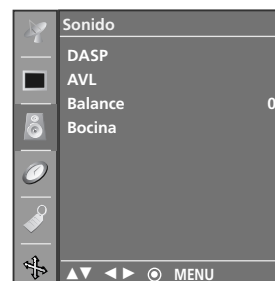 Sonido
DASP
AVL
Balance 0
Bocina
▲▼ ◄► ⦿ MENU